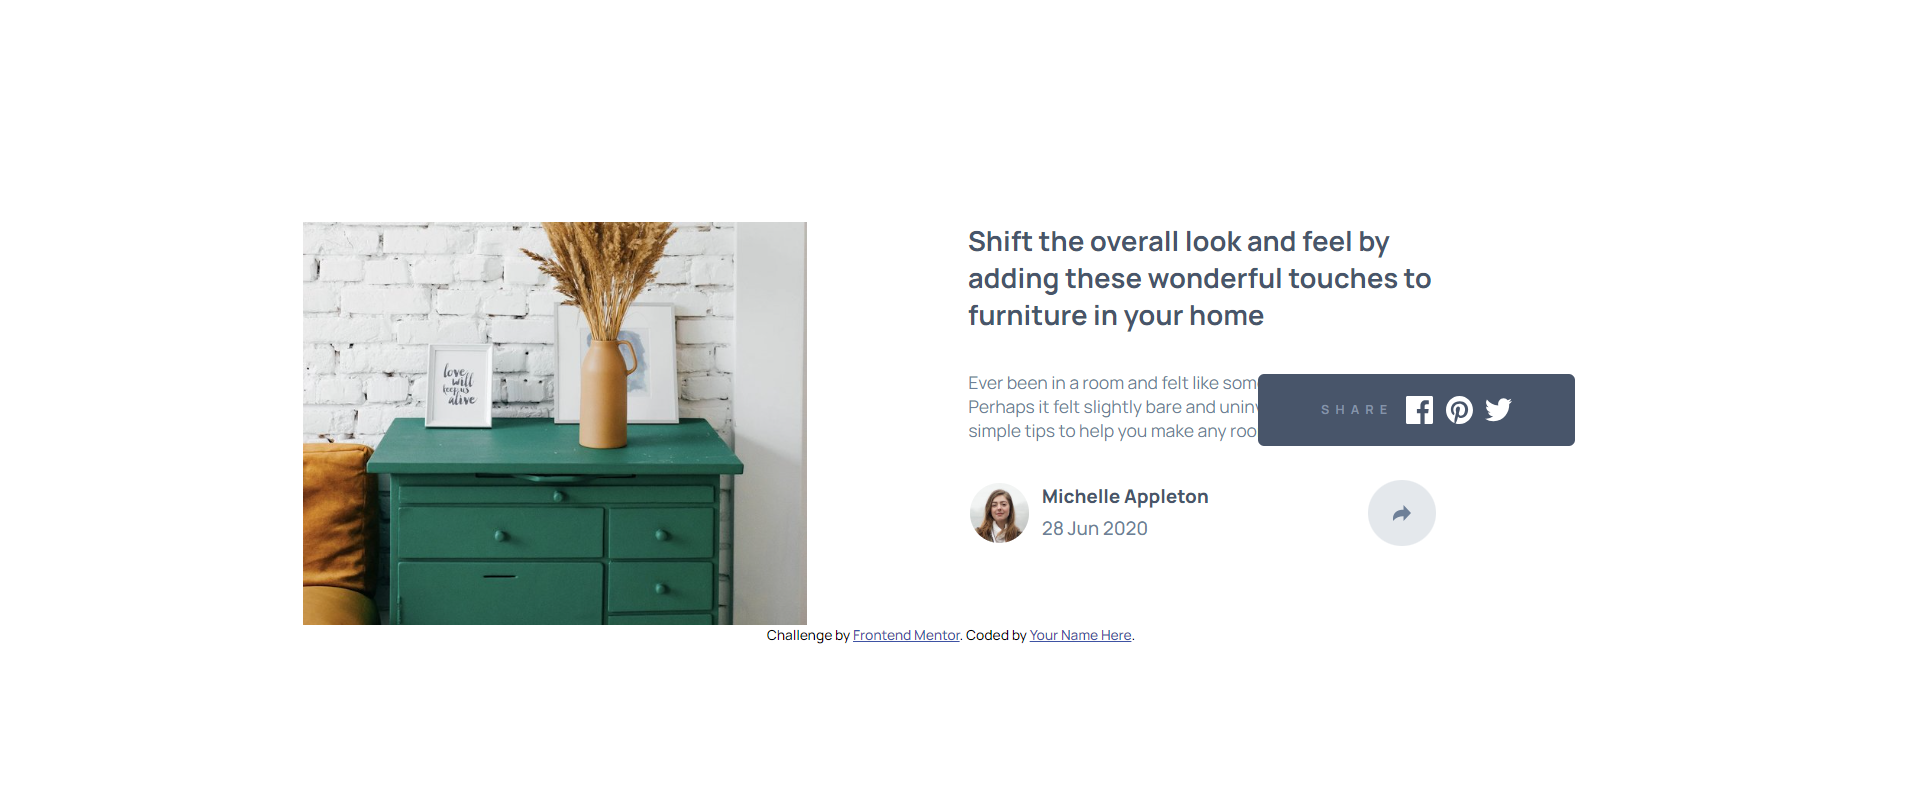 Shift the overall look and feel by
adding these wonderful touches to
furniture in your home
love
will
keep us
alive
Ever been in a room and felt like som
Perhaps it felt slightly bare and unin
simple tips to help you make any roo
SHARE
Michelle Appleton
28 Jun 2020
Challenge by Frontend Mentor. Coded by Your Name Here.